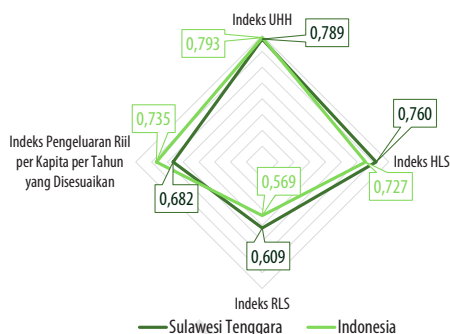 Indeks UHH
0,793
0,789
0,735
0,760
Indeks Pengeluaran Riil
per Kapita per Tahun
yang Disesuaikan
Indeks HLS
0,682
0,569
0,727
0,609
Indeks RLS
Sulawesi Tenggara
Indonesia